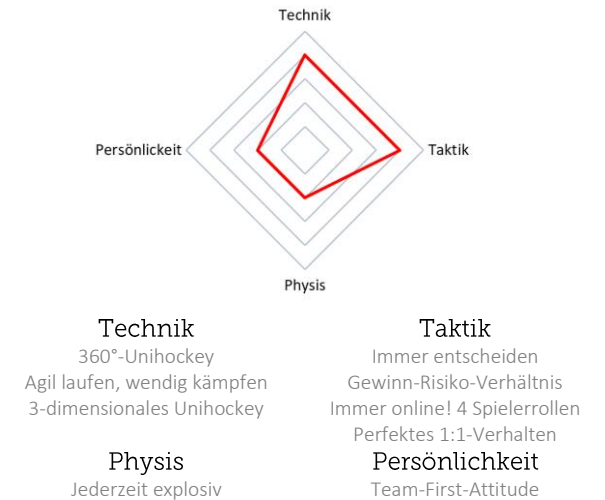 Technik
Persönlickeit
Taktik
Physis
Technik
360°-Unihockey
Agil laufen, wendig kämpfen
3-dimensionales Unihockey
Taktik
Immer entscheiden
Gewinn-Risiko-Verhältnis
Immer online! 4 Spielerrollen
Perfektes 1:1-Verhalten
Physis
Jederzeit explosiv
Persönlichkeit
Team-First-Attitude